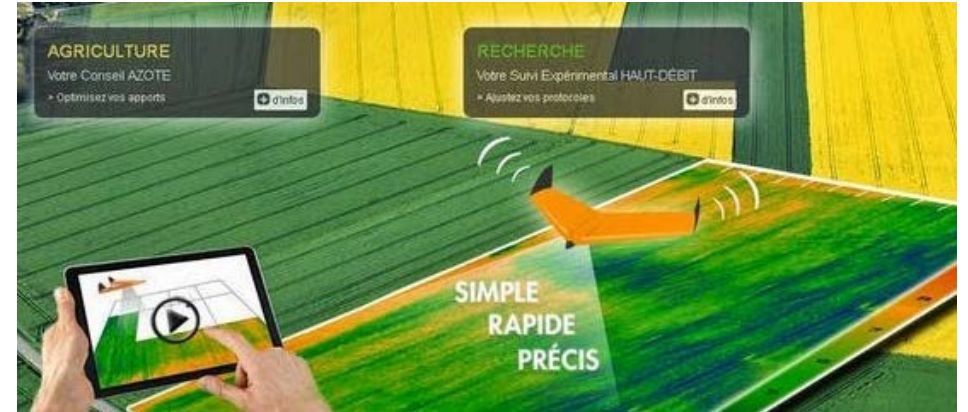 AGRICULTURE
Votre Conseil AZOTE
» Optimisez vos apports
d'infos
RECHERCHE
Votre Suivi Expérimental HAUT-DÉBIT
» Ajustez vos protocoles
d'infos
SIMPLE
RAPIDE
PRÉCIS